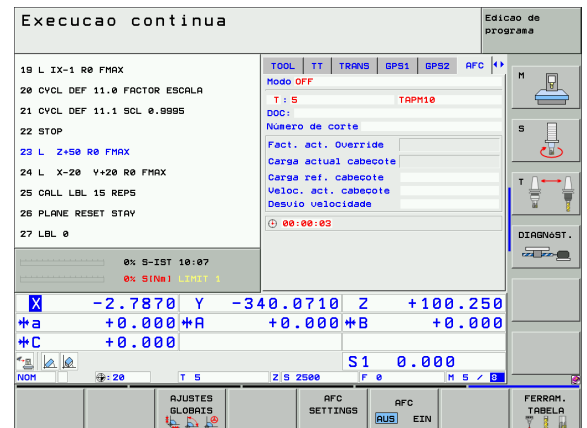 Execucao continua
Edicao de
programa
19 L IX-1 R0 FMAX
20 CYCL DEF 11.0 FACTOR ESCALA
21 CYCL DEF 11.1 SCL 0.9995
22 STOP
23 L Z+50 R0 FMAX
24 L X-20 Y+20 R0 FMAX
25 CALL LBL 15 REP5
26 PLANE RESET STAY
27 LBL 0
0% S-IST 10:07
0% S[Nm] LIMIT 1
TOOL TT TRANS GPS1 GPS2 AFC
Modo OFF
T : 5 TAPM10
DOC:
Número de corte
Fact. act. Override
Carga actual cabeçote
Carga ref. cabeçote
Veloc. act. cabeçote
Desvio velocidade
00:00:03
M
S
T
DIAGNóST.
X -2.7870 Y -340.0710 Z +100.250
a +0.000 A +0.000 B +0.000
C +0.000
S1 0.000
NOM : 20 T 5 Z S 2500 F 0 M 5 / 8
AJUSTES
GLOBAIS
AFC
SETTINGS
AFC
AUS EIN
FERRAM.
TABELA